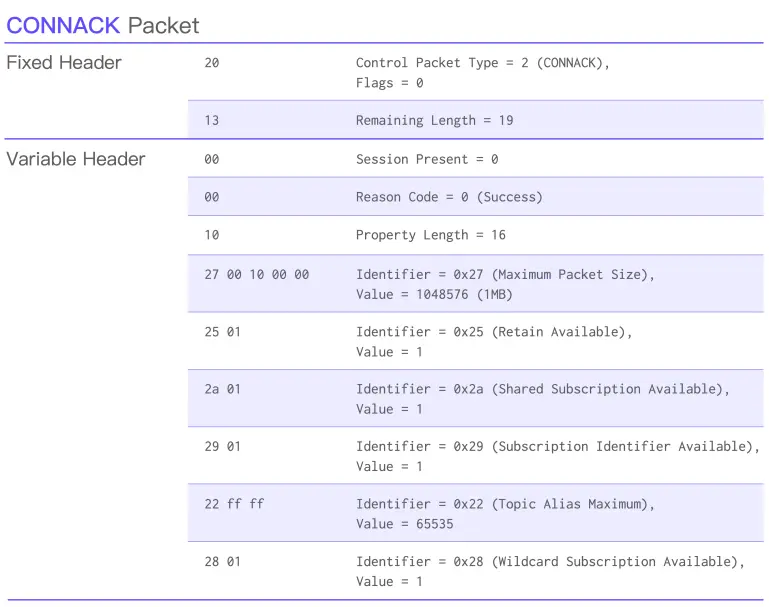 CONNACK Packet
Fixed Header 20 Control Packet Type = 2 (CONNACK),
Flags = 0
13 Remaining Length = 19
Variable Header 00 Session Present = 0
00 Reason Code = 0 (Success)
10 Property Length = 16
27 00 10 00 00 Identifier = 0x27 (Maximum Packet Size),
Value = 1048576 (1MB)
25 01 Identifier = 0x25 (Retain Available),
Value = 1
2a 01 Identifier = 0x2a (Shared Subscription Available),
Value = 1
29 01 Identifier = 0x29 (Subscription Identifier Available),
Value = 1
22 ff ff Identifier = 0x22 (Topic Alias Maximum),
Value = 65535
28 01 Identifier = 0x28 (Wildcard Subscription Available),
Value = 1